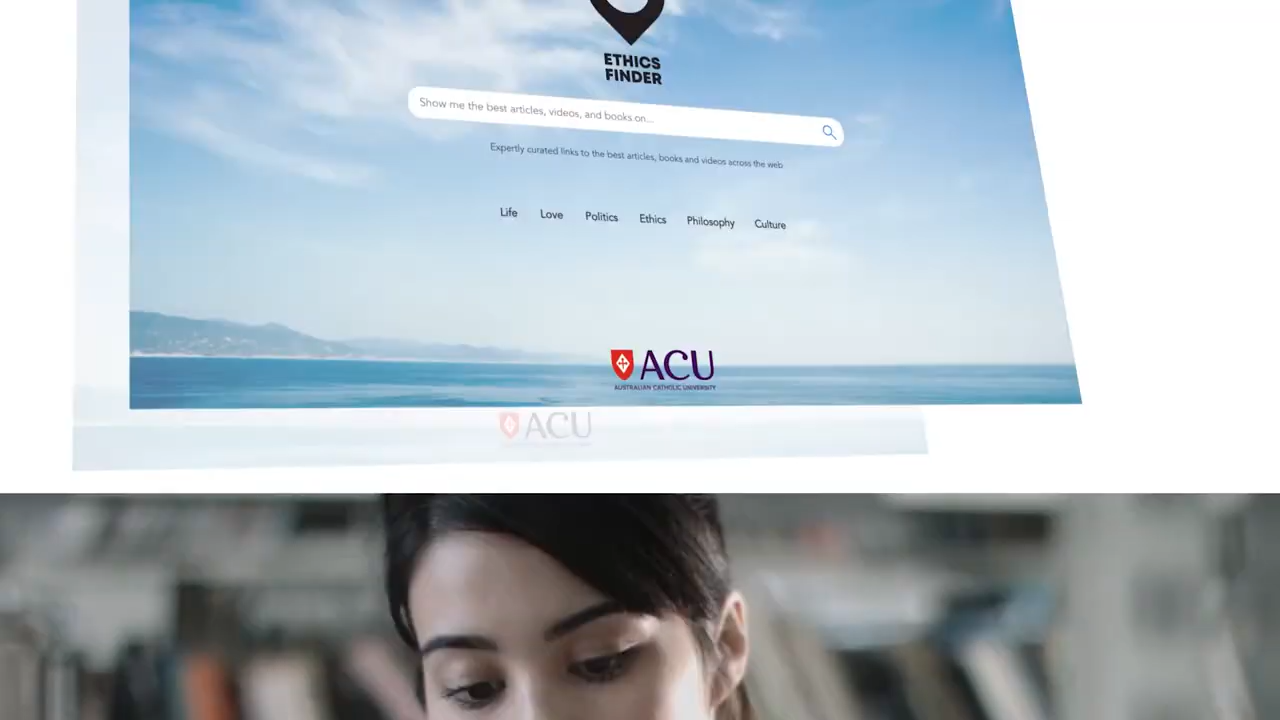 ETHICS
FINDER
Show me the best articles, videos, and books on...
Expertly curated links to the best articles, books and videos across the web
Life Love Politics Ethics Philosophy Culture
ACU
AUSTRALIAN CATHOLIC UNIVERSITY
ACU